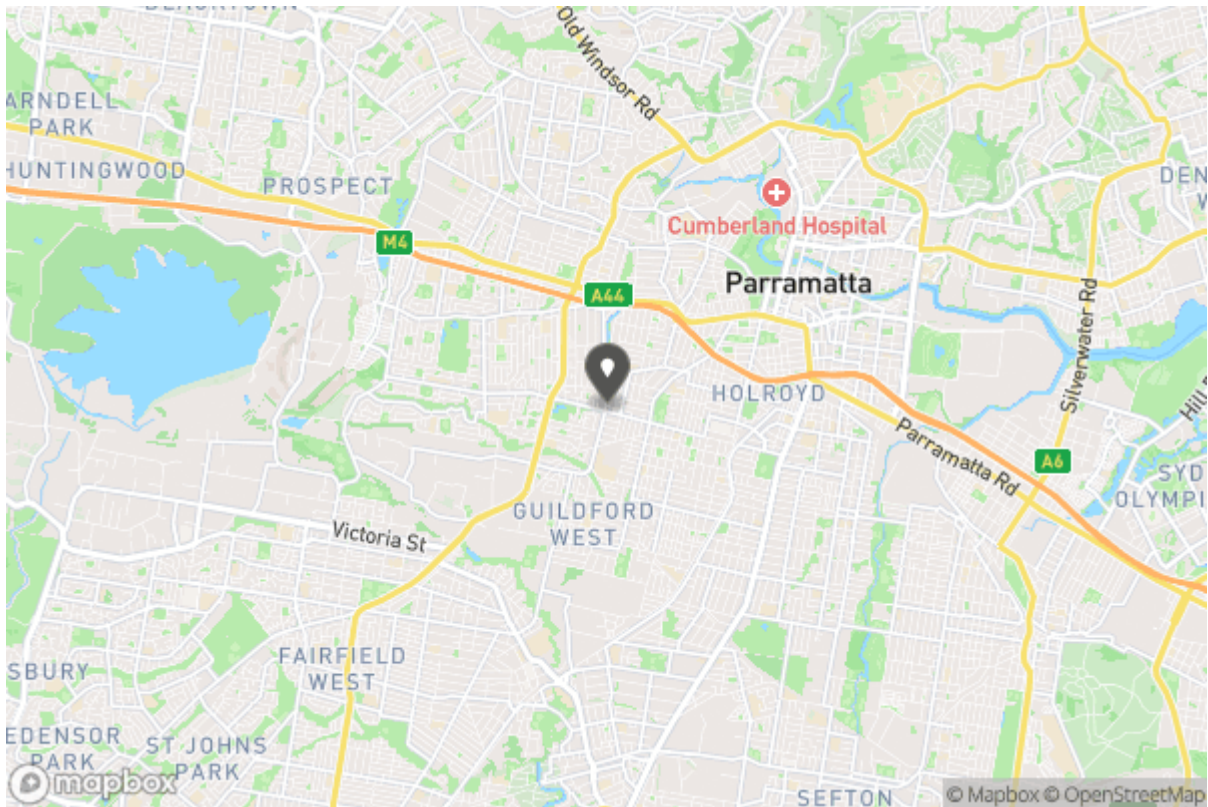 BLACKTOWN
Old Windsor Rd
ARNDELL
PARK
HUNTINGWOOD
PROSPECT
DEN
W
Cumberland Hospital
M4
Parramatta
A44
Silverwater Rd
HOLROYD
Hill
Parramatta Rd
A6
SYD
OLYMPI
GUILDFORD
WEST
Victoria St
FAIRFIELD
WEST
SBURY
EDENSOR
PARK
ST JOHNS
PARK
SEFTON
mapbox
© Mapbox © OpenStreetMap